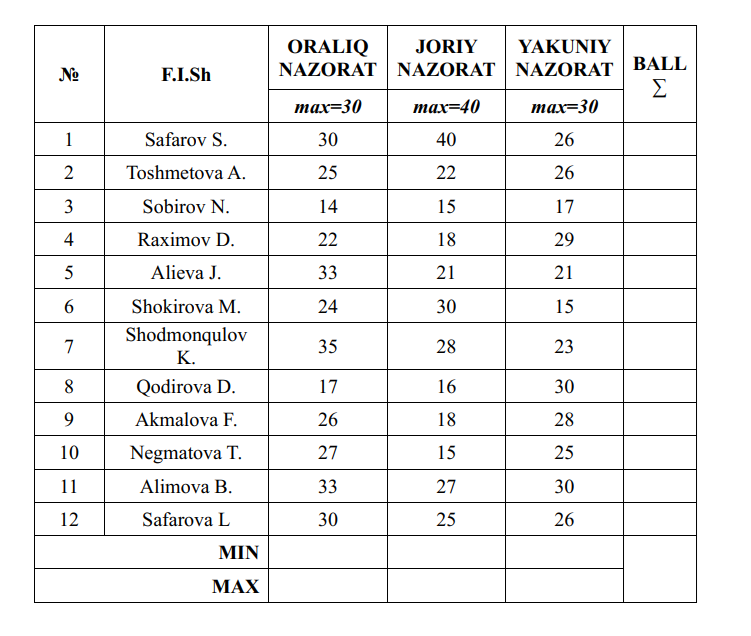 № F.I.Sh ORALIQ NAZORAT JORIY NAZORAT YAKUNIY NAZORAT BALL ∑
max=30 max=40 max=30
1 Safarov S. 30 40 26
2 Toshmetova A. 25 22 26
3 Sobirov N. 14 15 17
4 Raximov D. 22 18 29
5 Alieva J. 33 21 21
6 Shokirova M. 24 30 15
7 Shodmonqulov K. 35 28 23
8 Qodirova D. 17 16 30
9 Akmalova F. 26 18 28
10 Negmatova T. 27 15 25
11 Alimova B. 33 27 30
12 Safarova L 30 25 26
MIN
MAX